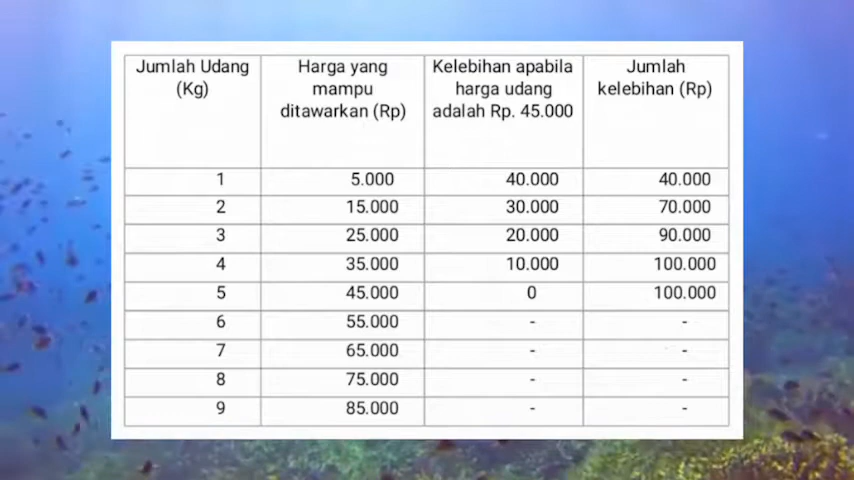 Jumlah Udang (Kg) Harga yang mampu ditawarkan (Rp) Kelebihan apabila harga udang adalah Rp. 45.000 Jumlah kelebihan (Rp)
1 5.000 40.000 40.000
2 15.000 30.000 70.000
3 25.000 20.000 90.000
4 35.000 10.000 100.000
5 45.000 0 100.000
6 55.000 - -
7 65.000 - -
8 75.000 - -
9 85.000 - -